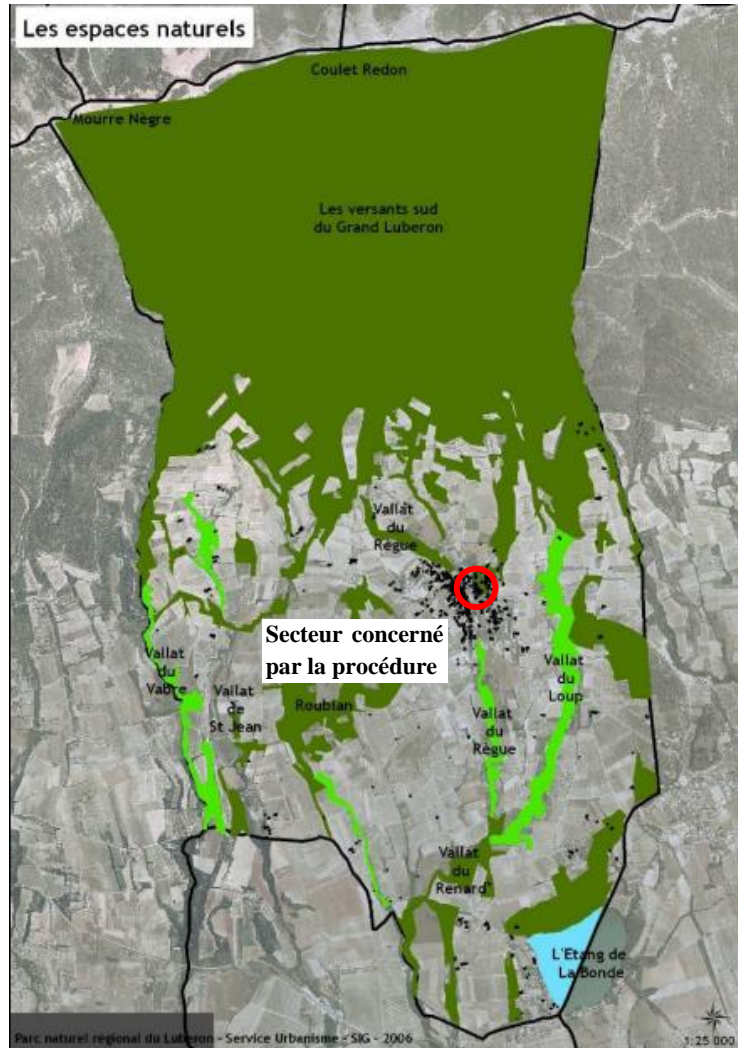 Les espaces naturels
Coulet Redon
Mourre Nègre
Les versants sud
du Grand Luberon
Vallat
du
Règue
Secteur concerné
par la procédure
Vallat
du
Vabre
Vallat
de
St Jean
Roubian
Vallat
du
Loup
Vallat
du
Règue
Vallat
du
Renard
L'Etang de
La Bonde
Parc naturel régional du Luberon - Service Urbanisme - SIG - 2006
1:25 000